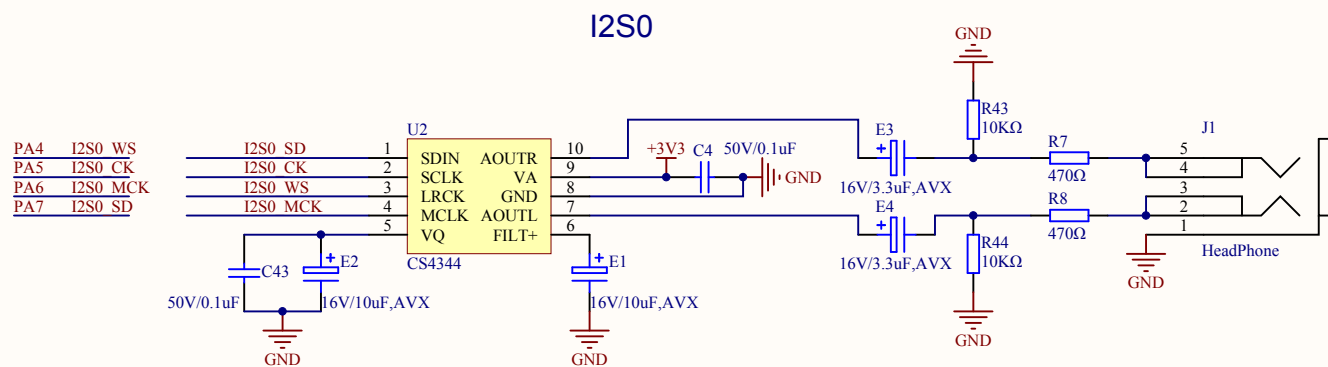 I2S0
GND
R43
10KΩ
U2
E3
J1
PA4 I2S0_WS
I2S0_SD 1 SDIN AOUTR 10
+3V3 C4 50V/0.1uF
R7
470Ω
5
PA5 I2S0_CK
I2S0_CK 2 SCLK VA 9
GND
4
PA6 I2S0_MCK
I2S0_WS 3 LRCK GND 8
16V/3.3uF,AVX
3
PA7 I2S0_SD
I2S0_MCK 4 MCLK AOUTL 7
E4
R8
470Ω
2
5 VQ FILT+ 6
1
R44
10KΩ
CS4344
16V/3.3uF,AVX
HeadPhone
C43
E2
E1
GND
50V/0.1uF
16V/10uF,AVX
16V/10uF,AVX
GND
GND
GND